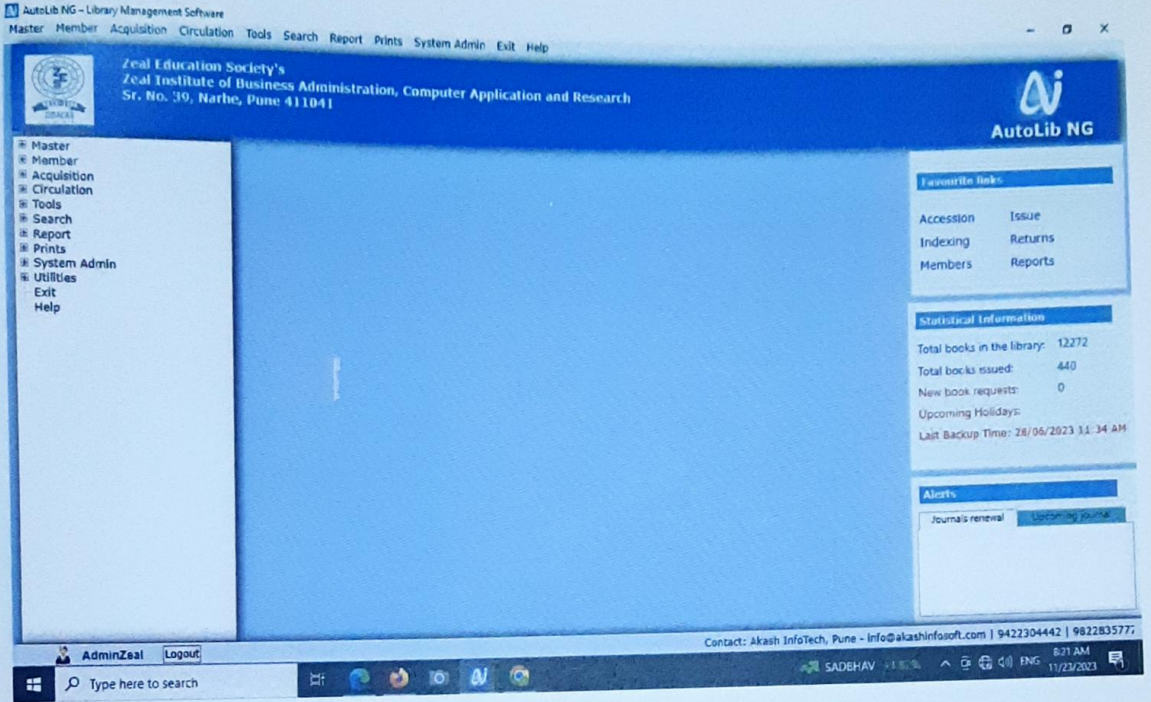 AutoLib NG - Library Management Software
Master Member Acquisition Circulation Tools Search Report Prints System Admin Exit Help
Zeal Education Society's
Zeal Institute of Business Administration, Computer Application and Research
Sr. No. 39, Narhe, Pune 411041
AutoLib NG
Master
Member
Acquisition
Circulation
Tools
Search
Report
Prints
System Admin
Utilities
Exit
Help
Favourite links
Accession Issue
Indexing Returns
Members Reports
Statistical Information
Total books in the library: 12272
Total books issued: 440
New book requests: 0
Upcoming Holidays:
Last Backup Time: 28/06/2023 11:34 AM
Alerts
Journals renewal Upcoming journal
Contact: Akash InfoTech, Pune - info@akashinfosoft.com | 9422304442 | 9822835777
AdminZeal Logout
Type here to search
SADBHAV
ENG
8:21 AM
11/23/2023